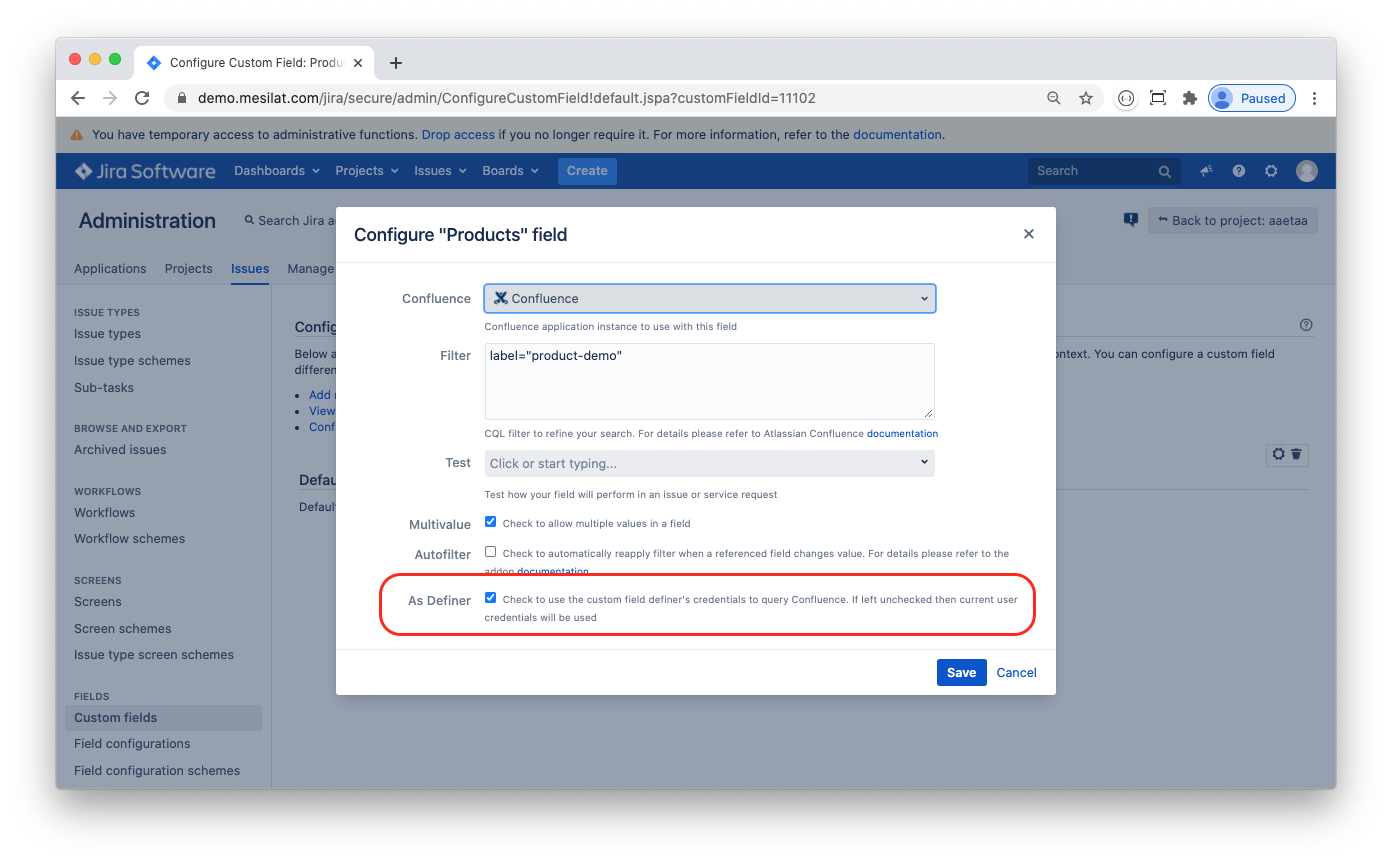 Configure Custom Field: Produ
demo.mesilat.com/jira/secure/admin/ConfigureCustomField!default.jspa?customFieldId=11102
Paused
You have temporary access to administrative functions. Drop access if you no longer require it. For more information, refer to the documentation.
Jira Software
Dashboards
Projects
Issues
Boards
Create
Search
Administration
Search Jira a
Back to project: aaetaa
Applications
Projects
Issues
Manage
ISSUE TYPES
Issue types
Issue type schemes
Sub-tasks
BROWSE AND EXPORT
Archived issues
WORKFLOWS
Workflows
Workflow schemes
SCREENS
Screens
Screen schemes
Issue type screen schemes
FIELDS
Custom fields
Field configurations
Field configuration schemes
Config
Below a
ontext. You can configure a custom field
differen
Add
View
Conf
Defau
Defaul
Configure "Products" field
Confluence
Confluence
Confluence application instance to use with this field
Filter
label="product-demo"
CQL filter to refine your search. For details please refer to Atlassian Confluence documentation
Test
Click or start typing...
Test how your field will perform in an issue or service request
Multivalue
Check to allow multiple values in a field
Autofilter
Check to automatically reapply filter when a referenced field changes value. For details please refer to the
addon documentation
As Definer
Check to use the custom field definer's credentials to query Confluence. If left unchecked then current user
credentials will be used
Save
Cancel